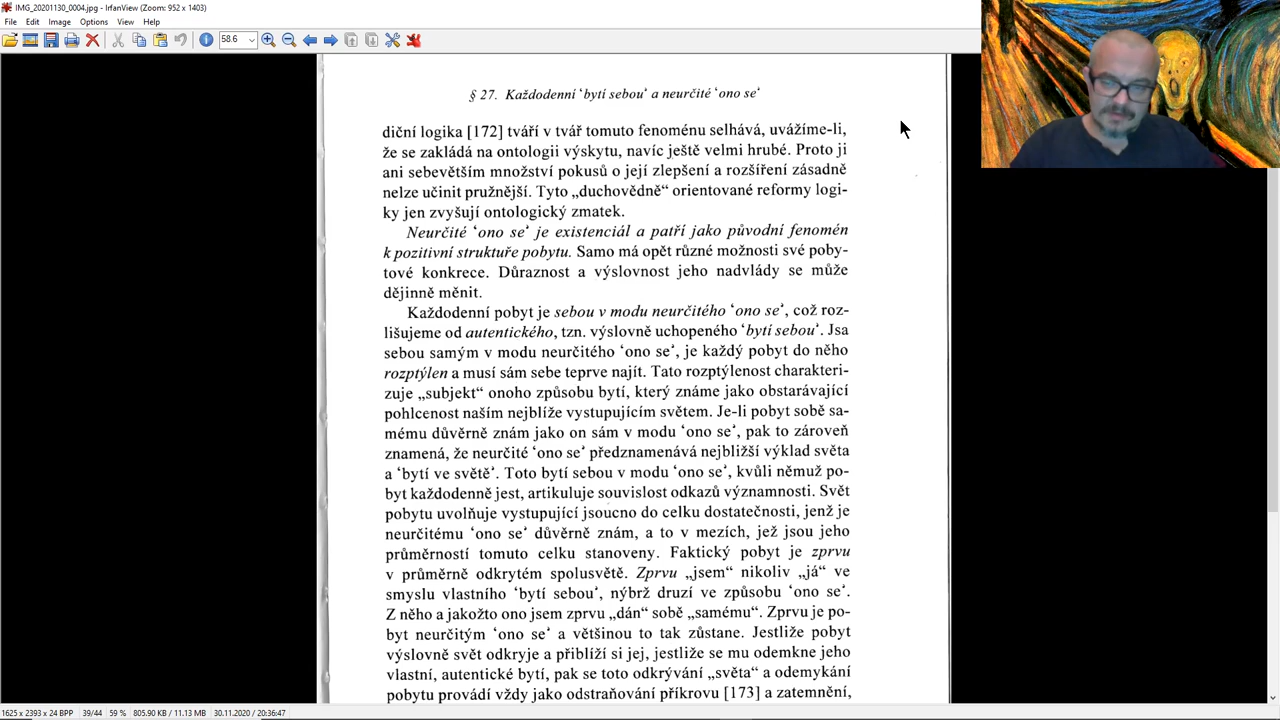 IMG_20201130_0004.jpg - IrfanView (Zoom: 952 x 1403)
File Edit Image Options View Help
58.6
§ 27. Každodenní ‘bytí sebou’ a neurčité ‘ono se’
diční logika [172] tváří v tvář tomuto fenoménu selhává, uvážíme-li,
že se zakládá na ontologii výskytu, navíc ještě velmi hrubé. Proto ji
ani sebevětším množství pokusů o její zlepšení a rozšíření zásadně
nelze učinit pružnější. Tyto „duchovědně“ orientované reformy logi-
ky jen zvyšují ontologický zmatek.
Neurčité ‘ono se’ je existenciál a patří jako původní fenomén
k pozitivní struktuře pobytu. Samo má opět různé možnosti své poby-
tové konkrece. Důraznost a výslovnost jeho nadvlády se může
dějinně měnit.
Každodenní pobyt je sebou v modu neurčitého ‘ono se’, což roz-
lišujeme od autentického, tzn. výslovně uchopeného ‘bytí sebou’. Jsa
sebou samým v modu neurčitého ‘ono se’, je každý pobyt do něho
rozptýlen a musí sám sebe teprve najít. Tato rozptýlenost charakteri-
zuje „subjekt“ onoho způsobu bytí, který známe jako obstarávající
pohlcenost naším nejblíže vystupujícím světem. Je-li pobyt sobě sa-
mému důvěrně znám jako on sám v modu ‘ono se’, pak to zároveň
znamená, že neurčité ‘ono se’ předznamenává nejbližší výklad světa
a ‘bytí ve světě’. Toto bytí sebou v modu ‘ono se’, kvůli němuž po-
byt každodenně jest, artikuluje souvislost odkazů významnosti. Svět
pobytu uvolňuje vystupující jsoucno do celku dostatečnosti, jenž je
neurčitému ‘ono se’ důvěrně znám, a to v mezích, jež jsou jeho
průměrností tomuto celku stanoveny. Faktický pobyt je zprvu
v průměrně odkrytém spolusvětě. Zprvu „jsem“ nikoliv „já“ ve
smyslu vlastního ‘bytí sebou’, nýbrž druzí ve způsobu ‘ono se’.
Z něho a jakožto ono jsem zprvu „dán“ sobě „samému“. Zprvu je po-
byt neurčitým ‘ono se’ a většinou to tak zůstane. Jestliže pobyt
výslovně svět odkryje a přiblíží si jej, jestliže se mu odemkne jeho
vlastní, autentické bytí, pak se toto odkrývání „světa“ a odemykání
pobytu provádí vždy jako odstraňování příkrovu [173] a zatemnění,
1625 x 2393 x 24 BPP 39/44 59 % 805.90 KB / 11.13 MB 30.11.2020 / 20:36:47